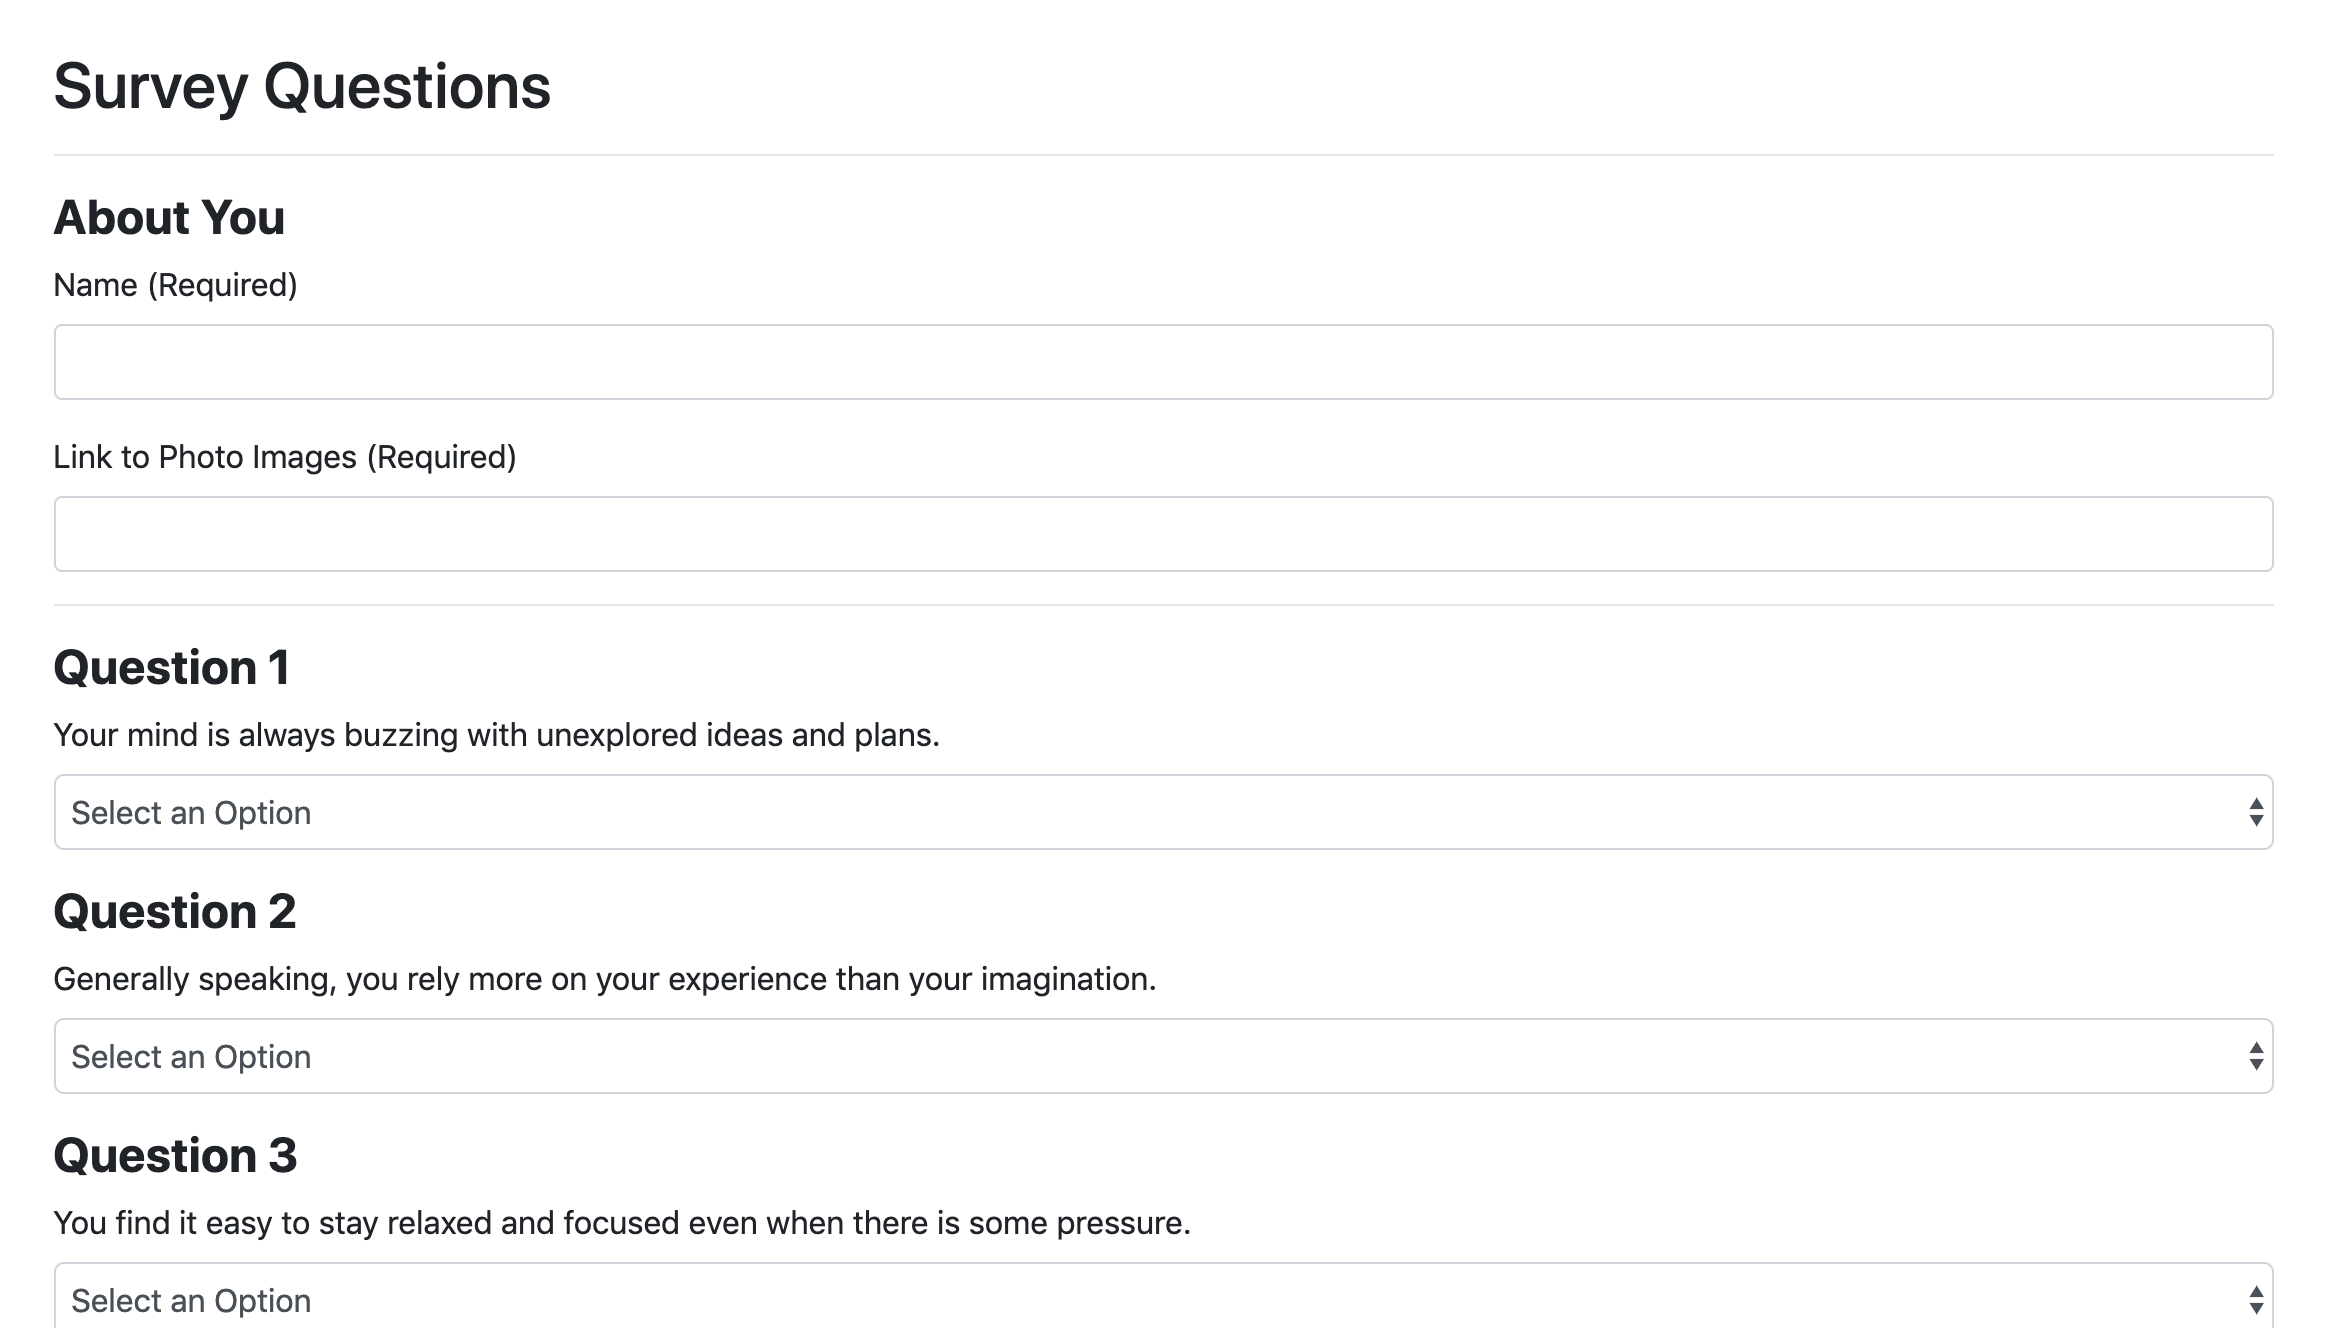 Survey Questions
About You
Name (Required)
Link to Photo Images (Required)
Question 1
Your mind is always buzzing with unexplored ideas and plans.
Select an Option
Question 2
Generally speaking, you rely more on your experience than your imagination.
Select an Option
Question 3
You find it easy to stay relaxed and focused even when there is some pressure.
Select an Option